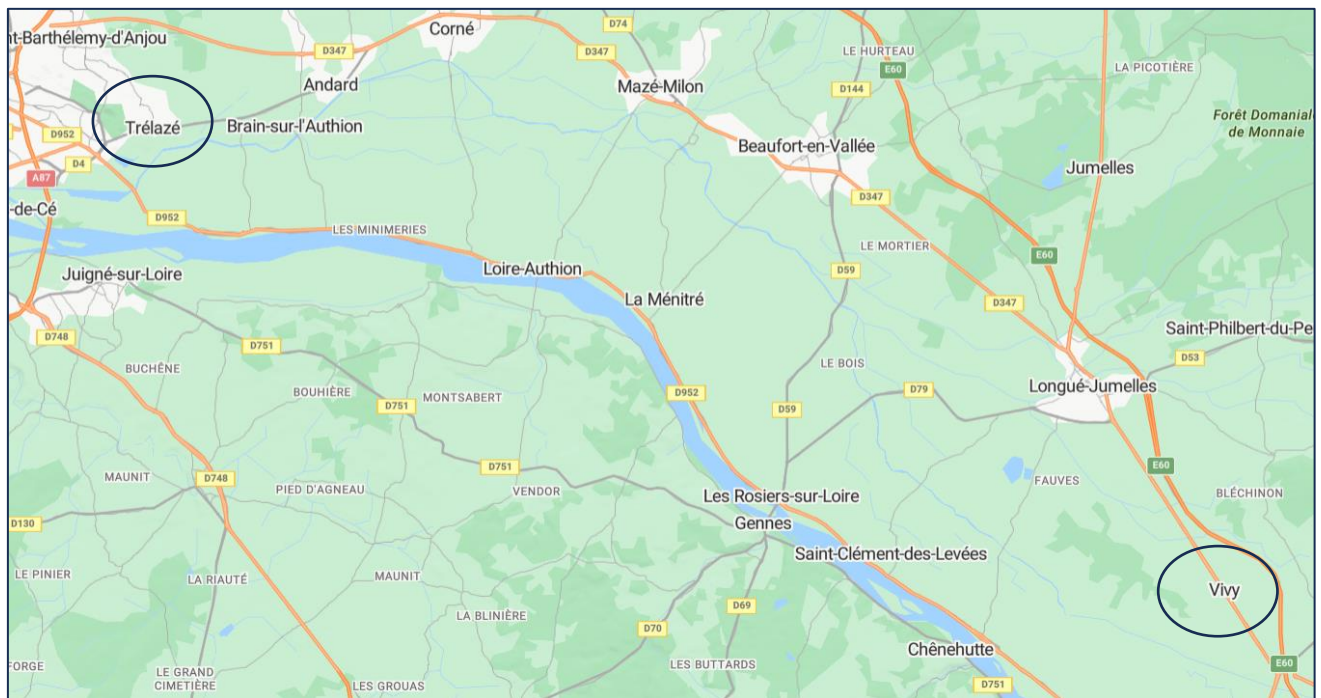 D74
Corné
nt-Barthélemy-d'Anjou
D347
D347
LE HURTEAU
E60
LA PICOTIÈRE
Andard
Mazé-Milon
D144
Forêt Domaniale
de Monnaie
Trélazé
Brain-sur-l'Authion
D952
Beaufort-en-Vallée
D4
Jumelles
A87
D347
-de-Cé
D952
LES MINIMERIES
LE MORTIER
E60
Juigné-sur-Loire
Loire-Authion
D59
La Ménitré
D347
D748
Saint-Philbert-du-Pe
D751
D53
BUCHÊNE
LE BOIS
Longué-Jumelles
BOUHIÈRE
MONTSABERT
D952
D79
D751
D59
E60
D751
MAUNIT
D748
FAUVES
PIED D'AGNEAU
VENDOR
BLÉCHINON
Les Rosiers-sur-Loire
D130
Gennes
Saint-Clément-des-Levées
LE PINIER
LA RIAUTÉ
MAUNIT
Vivy
D69
LA BLINIÈRE
D70
Chênehutte
FORGE
LE GRAND
CIMETIÈRE
LES BUTTARDS
E60
LES GROUAS
D751